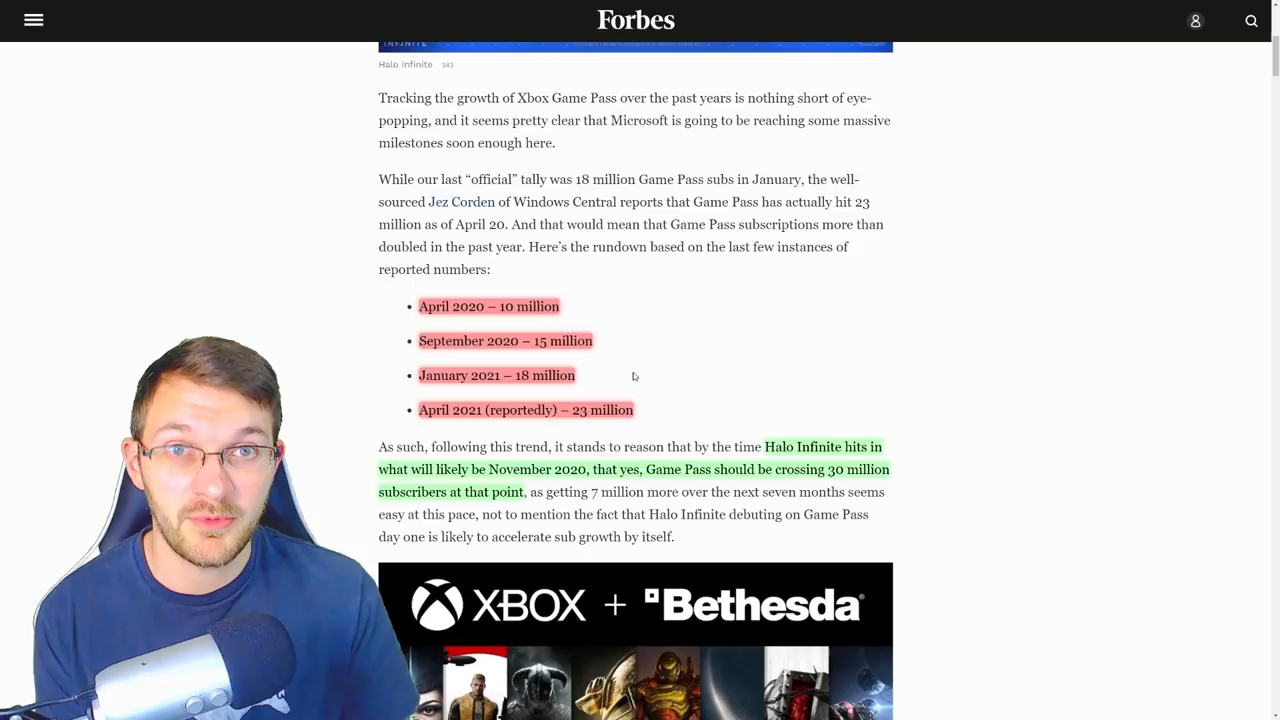 Forbes
INFINITE
Halo Infinite 343
Tracking the growth of Xbox Game Pass over the past years is nothing short of eye-
popping, and it seems pretty clear that Microsoft is going to be reaching some massive
milestones soon enough here.
While our last “official” tally was 18 million Game Pass subs in January, the well-
sourced Jez Corden of Windows Central reports that Game Pass has actually hit 23
million as of April 20. And that would mean that Game Pass subscriptions more than
doubled in the past year. Here’s the rundown based on the last few instances of
reported numbers:
• April 2020 – 10 million
• September 2020 – 15 million
• January 2021 – 18 million
• April 2021 (reportedly) – 23 million
As such, following this trend, it stands to reason that by the time Halo Infinite hits in
what will likely be November 2020, that yes, Game Pass should be crossing 30 million
subscribers at that point, as getting 7 million more over the next seven months seems
easy at this pace, not to mention the fact that Halo Infinite debuting on Game Pass
day one is likely to accelerate sub growth by itself.
XBOX + Bethesda